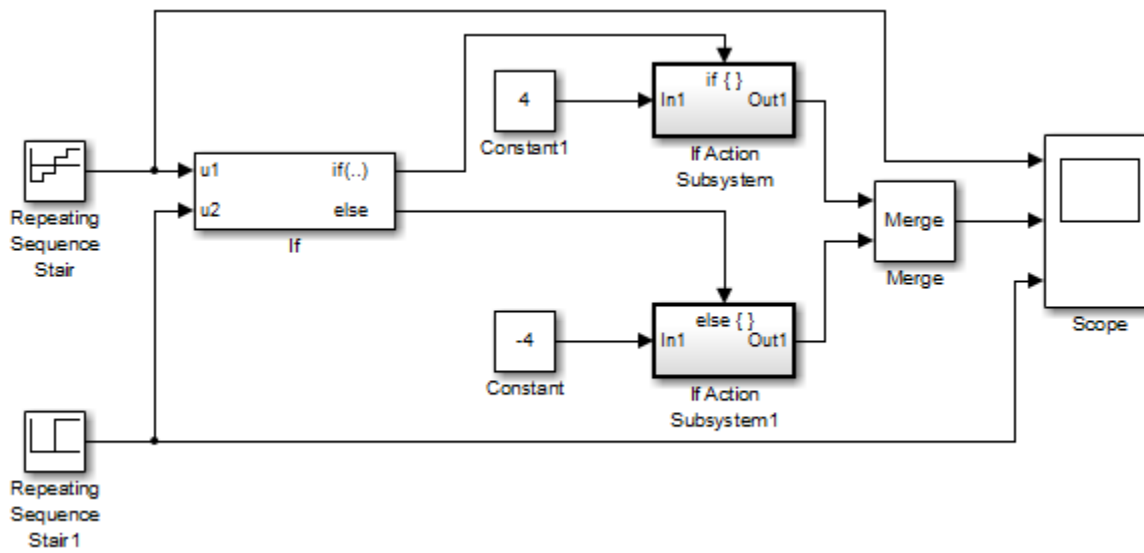 if { }
In1
Out1
4
Constant1
If Action
Subsystem
u1
if(..)
u2
else
If
Repeating
Sequence
Stair
Merge
Merge
Scope
else { }
In1
Out1
-4
Constant
If Action
Subsystem1
Repeating
Sequence
Stair1